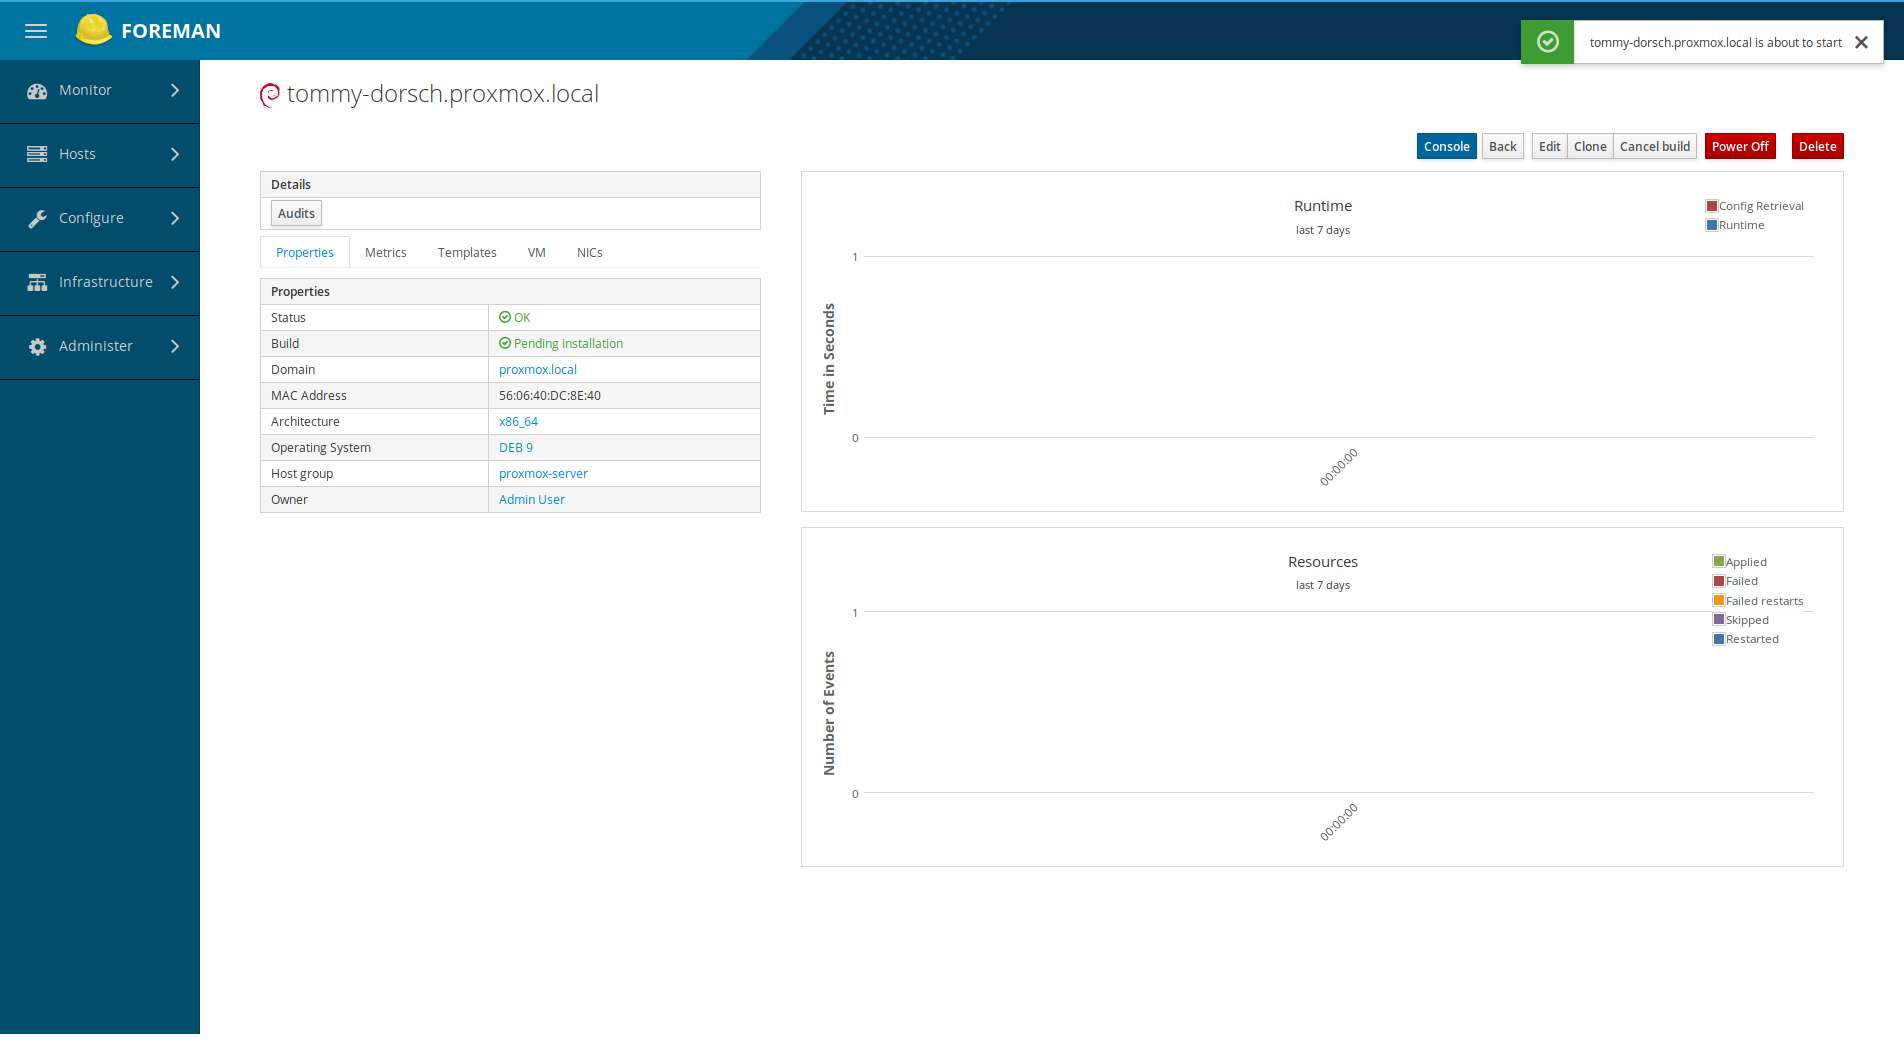 FOREMAN
tommy-dorsch.proxmox.local is about to start
Monitor
Hosts
Configure
Infrastructure
Administer
tommy-dorsch.proxmox.local
Console Back Edit Clone Cancel build Power Off Delete
Details
Audits
Properties Metrics Templates VM NICs
Properties
Status OK
Build Pending installation
Domain proxmox.local
MAC Address 56:06:40:DC:8E:40
Architecture x86_64
Operating System DEB 9
Host group proxmox-server
Owner Admin User
Runtime
last 7 days
Config Retrieval
Runtime
1
Time in Seconds
0
00:00:00
Resources
last 7 days
Applied
Failed
Failed restarts
Skipped
Restarted
1
Number of Events
0
00:00:00